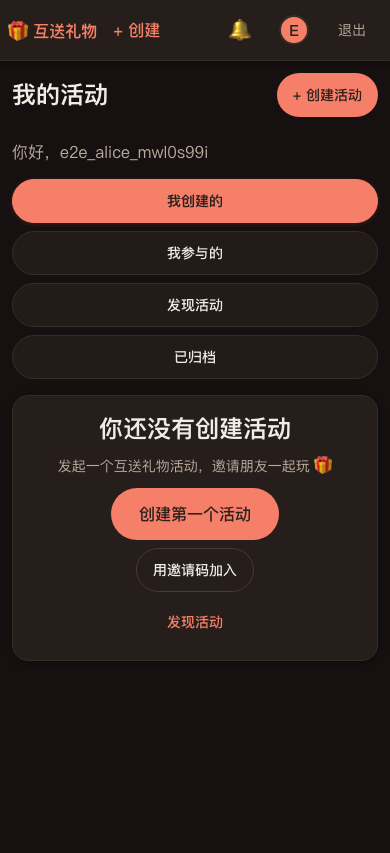 🎁 互送礼物 + 创建 🔔 E 退出
我的活动 + 创建活动
你好，e2e_alice_mwl0s99i
我创建的
我参与的
发现活动
已归档
你还没有创建活动
发起一个互送礼物活动，邀请朋友一起玩 🎁
创建第一个活动
用邀请码加入
发现活动